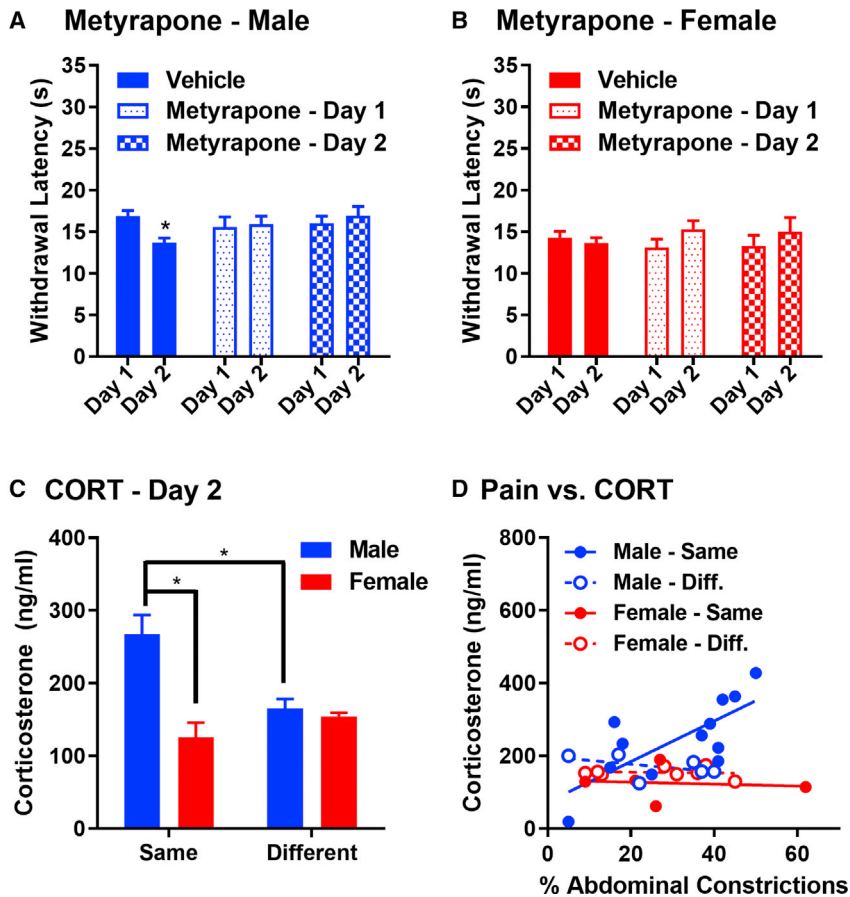 A Metyrapone - Male
Withdrawal Latency (s)
35
30
25
20
15
10
5
0
Vehicle
Metyrapone - Day 1
Metyrapone - Day 2
*
Day 1
Day 2
Day 1
Day 2
Day 1
Day 2
B Metyrapone - Female
Withdrawal Latency (s)
35
30
25
20
15
10
5
0
Vehicle
Metyrapone - Day 1
Metyrapone - Day 2
Day 1
Day 2
Day 1
Day 2
Day 1
Day 2
C CORT - Day 2
Corticosterone (ng/ml)
400
300
200
100
0
Male
Female
*
*
Same
Different
D Pain vs. CORT
Corticosterone (ng/ml)
800
600
400
200
0
Male - Same
Male - Diff.
Female - Same
Female - Diff.
0
20
40
60
% Abdominal Constrictions